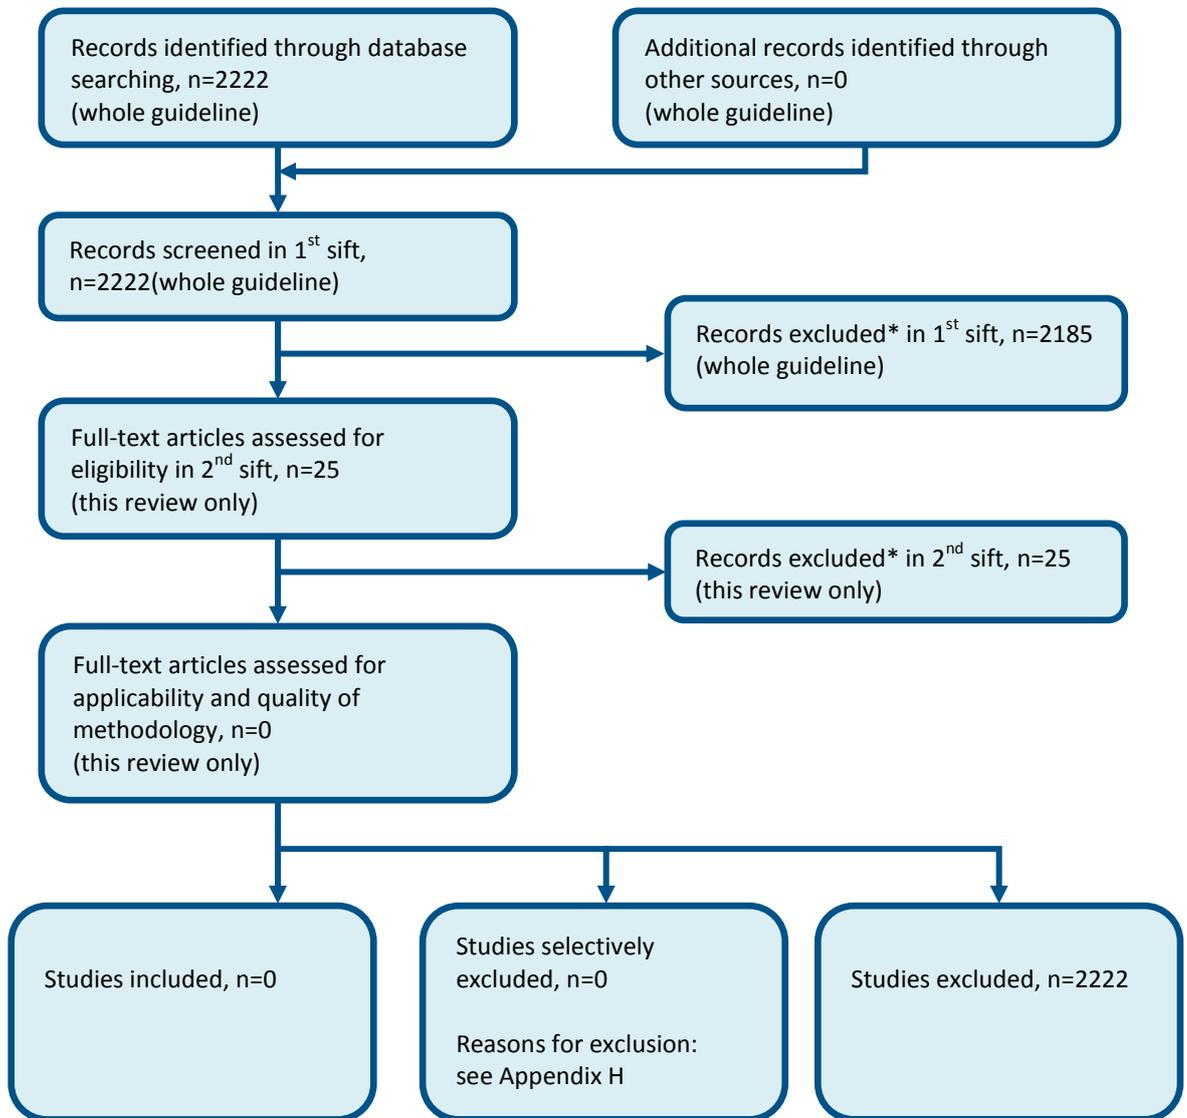 Records identified through database
searching, n=2222
(whole guideline)
Additional records identified through
other sources, n=0
(whole guideline)
Records screened in 1st sift,
n=2222(whole guideline)
Records excluded* in 1st sift, n=2185
(whole guideline)
Full-text articles assessed for
eligibility in 2nd sift, n=25
(this review only)
Records excluded* in 2nd sift, n=25
(this review only)
Full-text articles assessed for
applicability and quality of
methodology, n=0
(this review only)
Studies included, n=0
Studies selectively
excluded, n=0
Reasons for exclusion:
see Appendix H
Studies excluded, n=2222